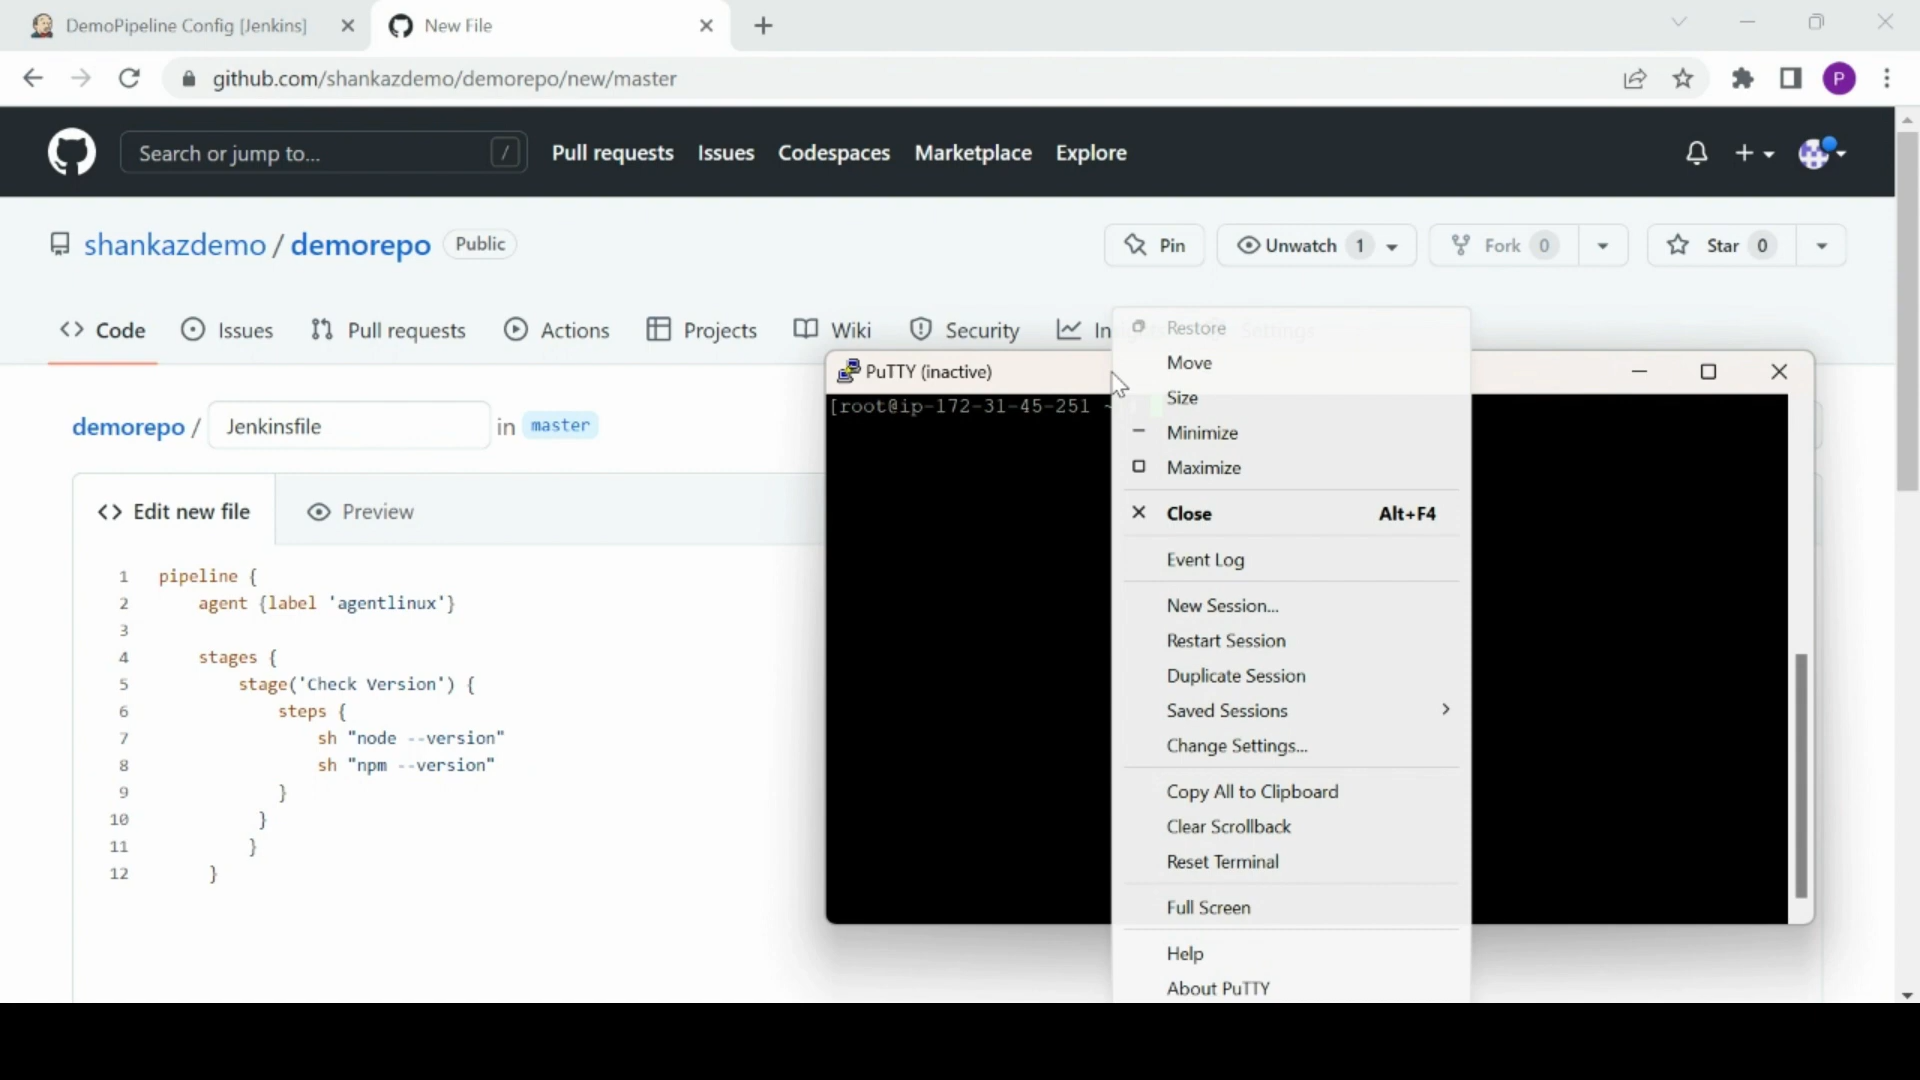 DemoPipeline Config [Jenkins]
New File
github.com/shankazdemo/demorepo/new/master
P
Search or jump to...
/
Pull requests
Issues
Codespaces
Marketplace
Explore
shankazdemo / demorepo
Public
Pin
Unwatch 1
Fork 0
Star 0
Code
Issues
Pull requests
Actions
Projects
Wiki
Security
demorepo / Jenkinsfile in master
Edit new file
Preview
1 pipeline {
2 agent {label 'agentlinux'}
3
4 stages {
5 stage('Check Version') {
6 steps {
7 sh "node --version"
8 sh "npm --version"
9 }
10 }
11 }
12 }
PuTTY (inactive)
[root@ip-172-31-45-251 ~
Restore
Move
Size
Minimize
Maximize
Close Alt+F4
Event Log
New Session...
Restart Session
Duplicate Session
Saved Sessions
Change Settings...
Copy All to Clipboard
Clear Scrollback
Reset Terminal
Full Screen
Help
About PuTTY